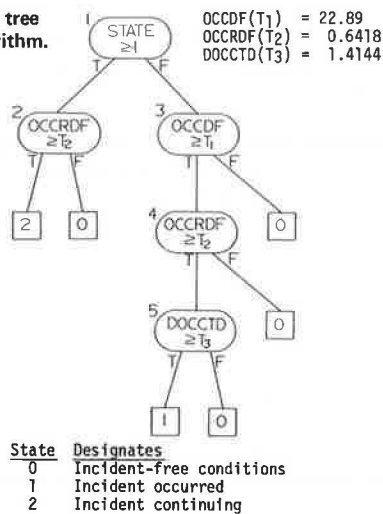 tree
rithm.
OCCDF(T1) = 22.89
OCCRDF(T2) = 0.6418
DOCCTD(T3) = 1.4144
1
STATE
≥1
T F
2
OCCRDF
≥T2
T F
3
OCCDF
≥T1
T F
2 0
4
OCCRDF
≥T2
T F
0
5
DOCCTD
≥T3
T F
0
1 0
State Designates
0 Incident-free conditions
1 Incident occurred
2 Incident continuing